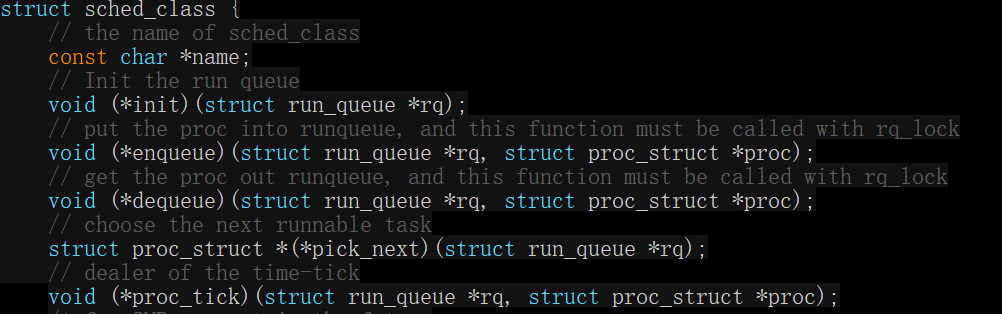 struct sched_class {
    // the name of sched_class
    const char *name;
    // Init the run queue
    void (*init)(struct run_queue *rq);
    // put the proc into runqueue, and this function must be called with rq_lock
    void (*enqueue)(struct run_queue *rq, struct proc_struct *proc);
    // get the proc out runqueue, and this function must be called with rq_lock
    void (*dequeue)(struct run_queue *rq, struct proc_struct *proc);
    // choose the next runnable task
    struct proc_struct *(*pick_next)(struct run_queue *rq);
    // dealer of the time-tick
    void (*proc_tick)(struct run_queue *rq, struct proc_struct *proc);